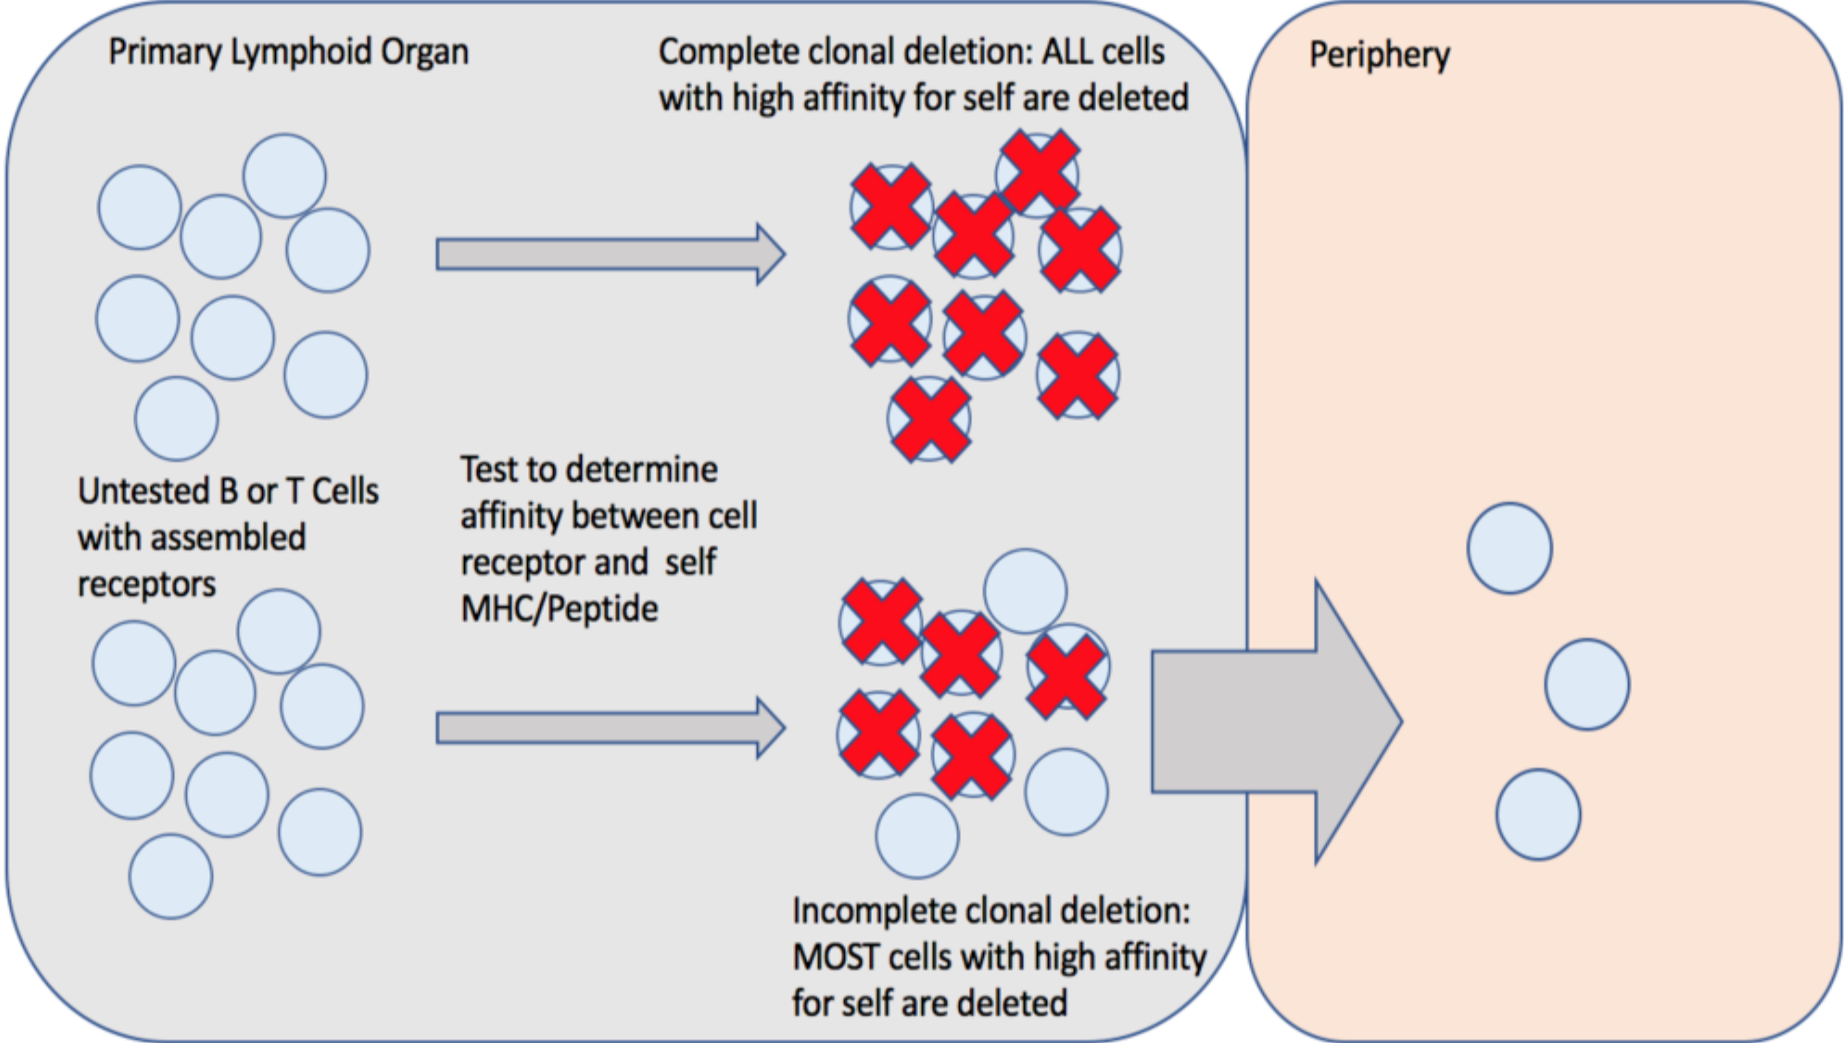 Primary Lymphoid Organ
Complete clonal deletion: ALL cells
with high affinity for self are deleted
Periphery
Untested B or T Cells
with assembled
receptors
Test to determine
affinity between cell
receptor and self
MHC/Peptide
Incomplete clonal deletion:
MOST cells with high affinity
for self are deleted